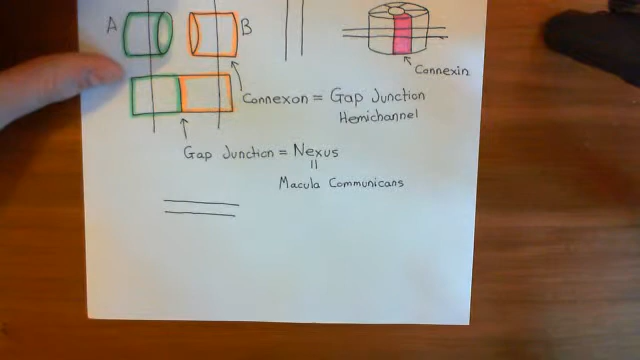 A
B
Connexin
Connexon = Gap Junction
Hemichannel
Gap Junction = Nexus
=
Macula Communicans